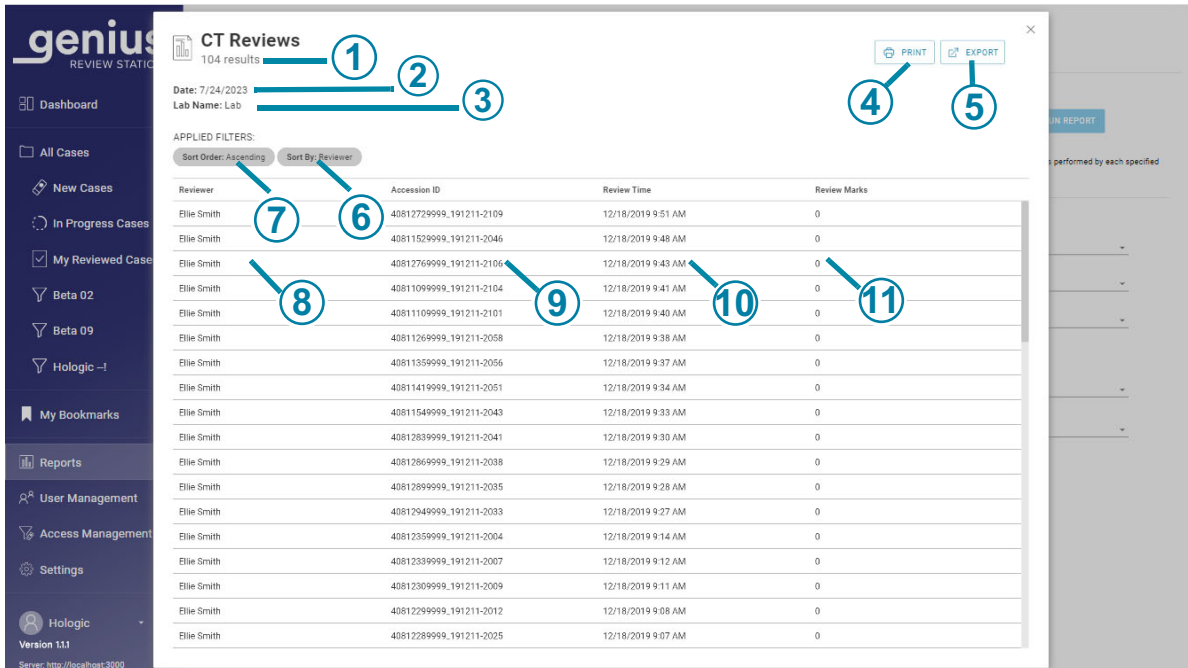 genius
REVIEW STATIC
Dashboard
All Cases
New Cases
In Progress Cases
My Reviewed Case
Beta 02
Beta 09
Hologic –!
My Bookmarks
Reports
User Management
Access Management
Settings
Hologic
Version 1.1.1
Server: http://localhost:3000
CT Reviews
104 results
1
PRINT
EXPORT
Date: 7/24/2023
2
Lab Name: Lab
3
4
5
UN REPORT
s performed by each specified
APPLIED FILTERS:
Sort Order: Ascending
Sort By: Reviewer
7
6
Reviewer Accession ID Review Time Review Marks
Ellie Smith 40812729999_191211-2109 12/18/2019 9:51 AM 0
Ellie Smith 40811529999_191211-2046 12/18/2019 9:48 AM 0
Ellie Smith 40812769999_191211-2106 12/18/2019 9:43 AM 0
8
9
10
11
Ellie Smith 40811099999_191211-2104 12/18/2019 9:41 AM 0
Ellie Smith 40811109999_191211-2101 12/18/2019 9:40 AM 0
Ellie Smith 40811269999_191211-2058 12/18/2019 9:38 AM 0
Ellie Smith 40811359999_191211-2056 12/18/2019 9:37 AM 0
Ellie Smith 40811419999_191211-2051 12/18/2019 9:34 AM 0
Ellie Smith 40811549999_191211-2043 12/18/2019 9:33 AM 0
Ellie Smith 40812839999_191211-2041 12/18/2019 9:30 AM 0
Ellie Smith 40812869999_191211-2038 12/18/2019 9:29 AM 0
Ellie Smith 40812899999_191211-2035 12/18/2019 9:28 AM 0
Ellie Smith 40812949999_191211-2033 12/18/2019 9:27 AM 0
Ellie Smith 40812359999_191211-2004 12/18/2019 9:14 AM 0
Ellie Smith 40812339999_191211-2007 12/18/2019 9:12 AM 0
Ellie Smith 40812309999_191211-2009 12/18/2019 9:11 AM 0
Ellie Smith 40812299999_191211-2012 12/18/2019 9:08 AM 0
Ellie Smith 40812289999_191211-2025 12/18/2019 9:07 AM 0